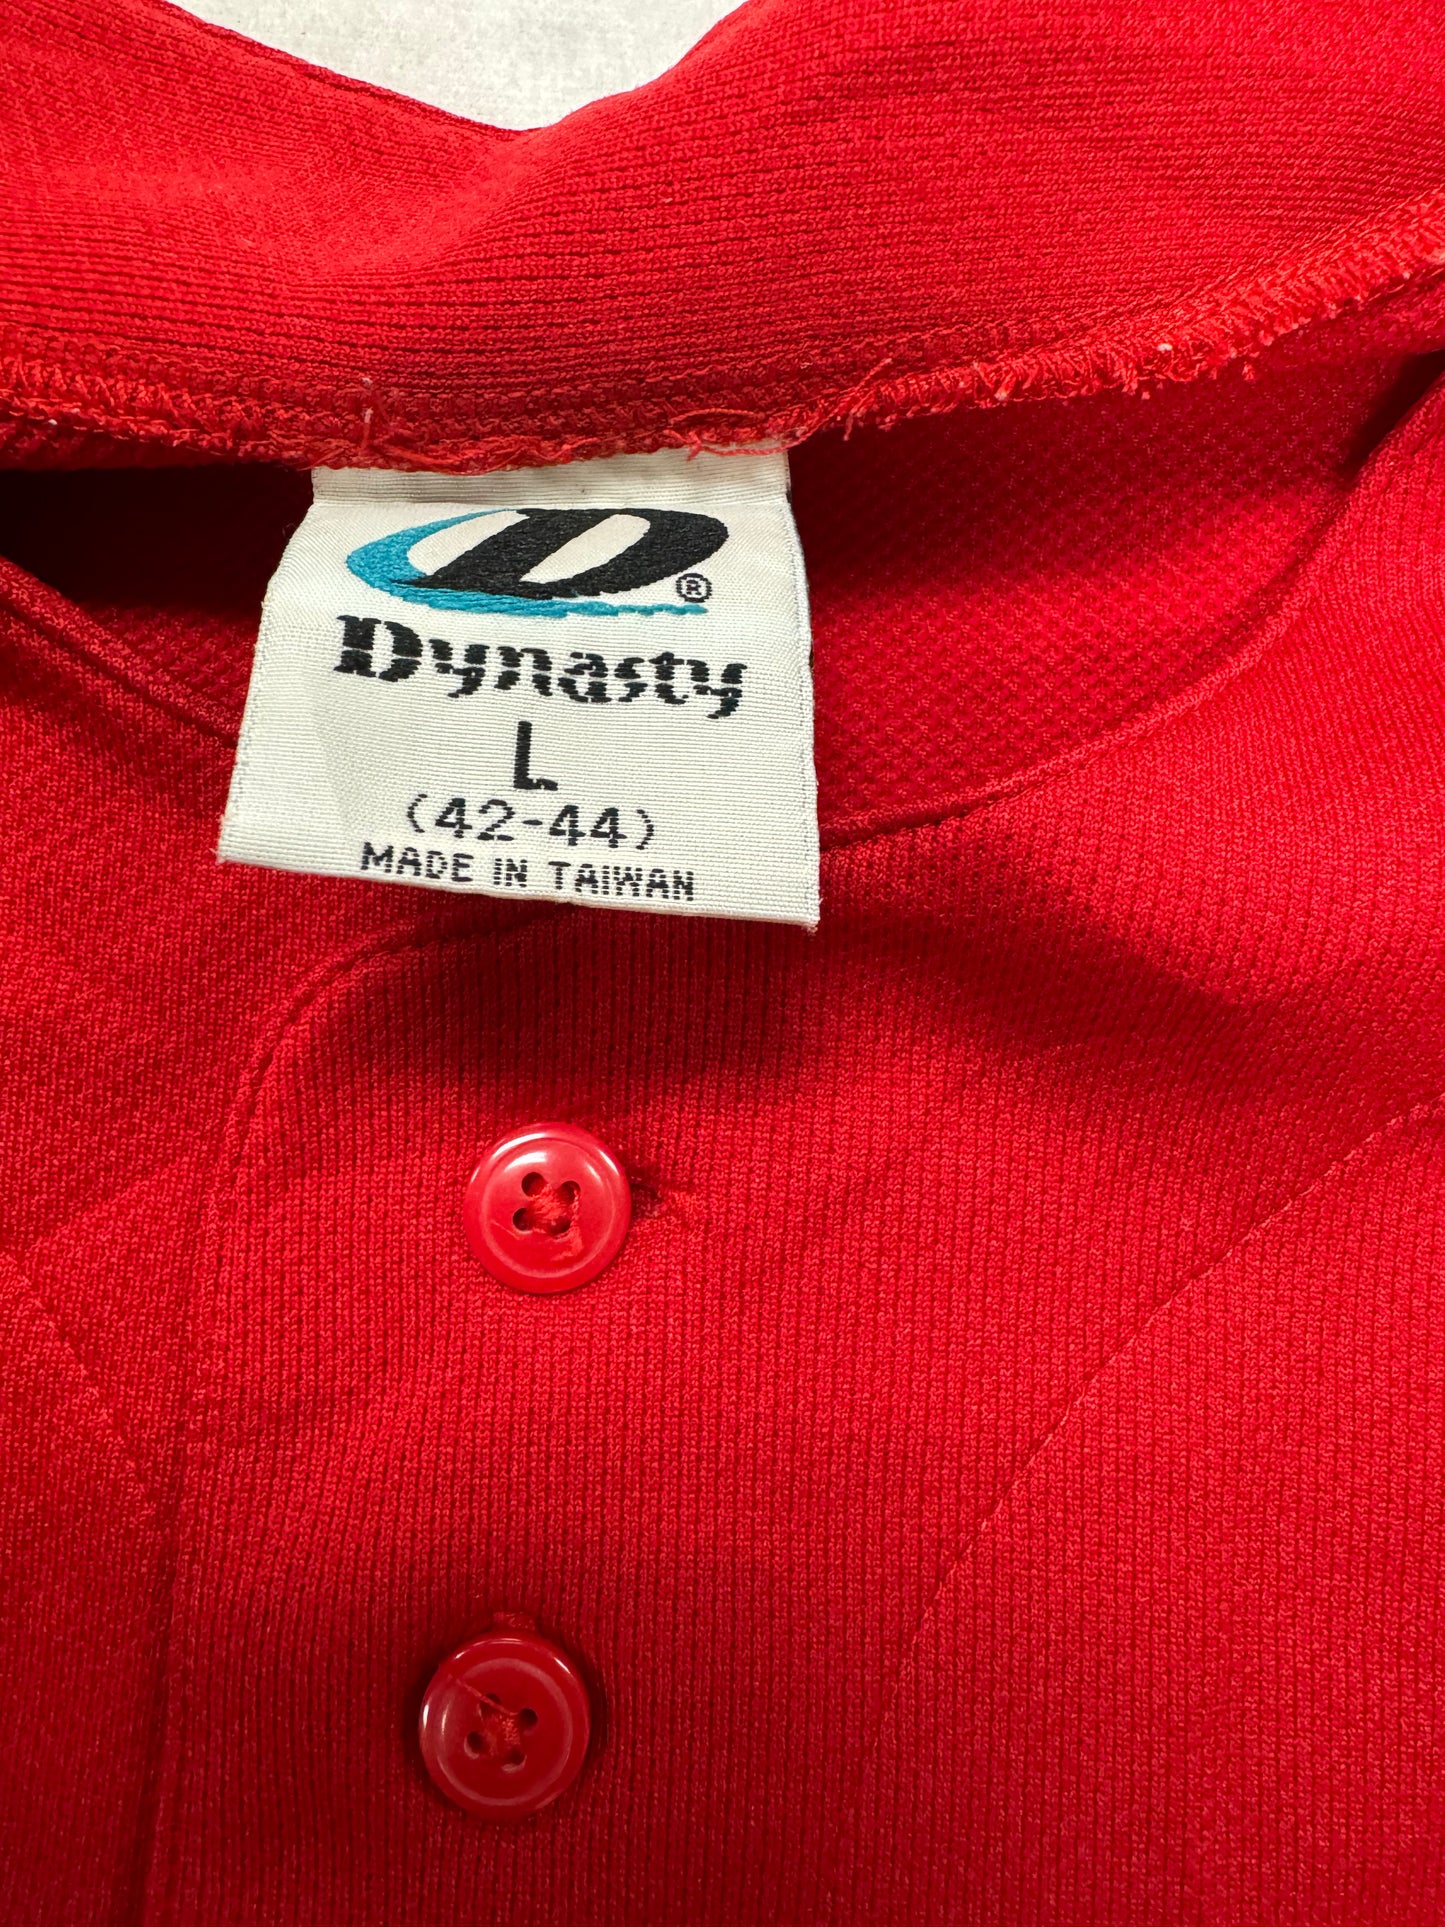 D®
Dynasty
L
(42-44)
MADE IN TAIWAN